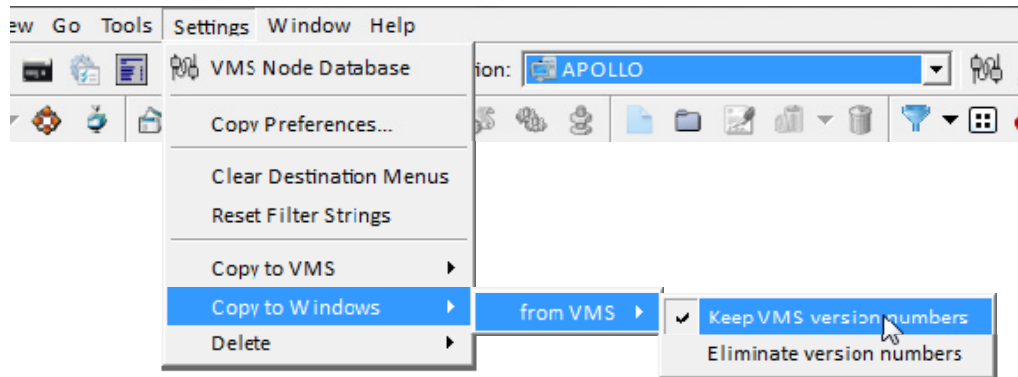 ew Go Tools Settings Window Help
VMS Node Database
ion: APOLLO
Copy Preferences...
Clear Destination Menus
Reset Filter Strings
Copy to VMS
Copy to Windows
from VMS
Keep VMS version numbers
Delete
Eliminate version numbers